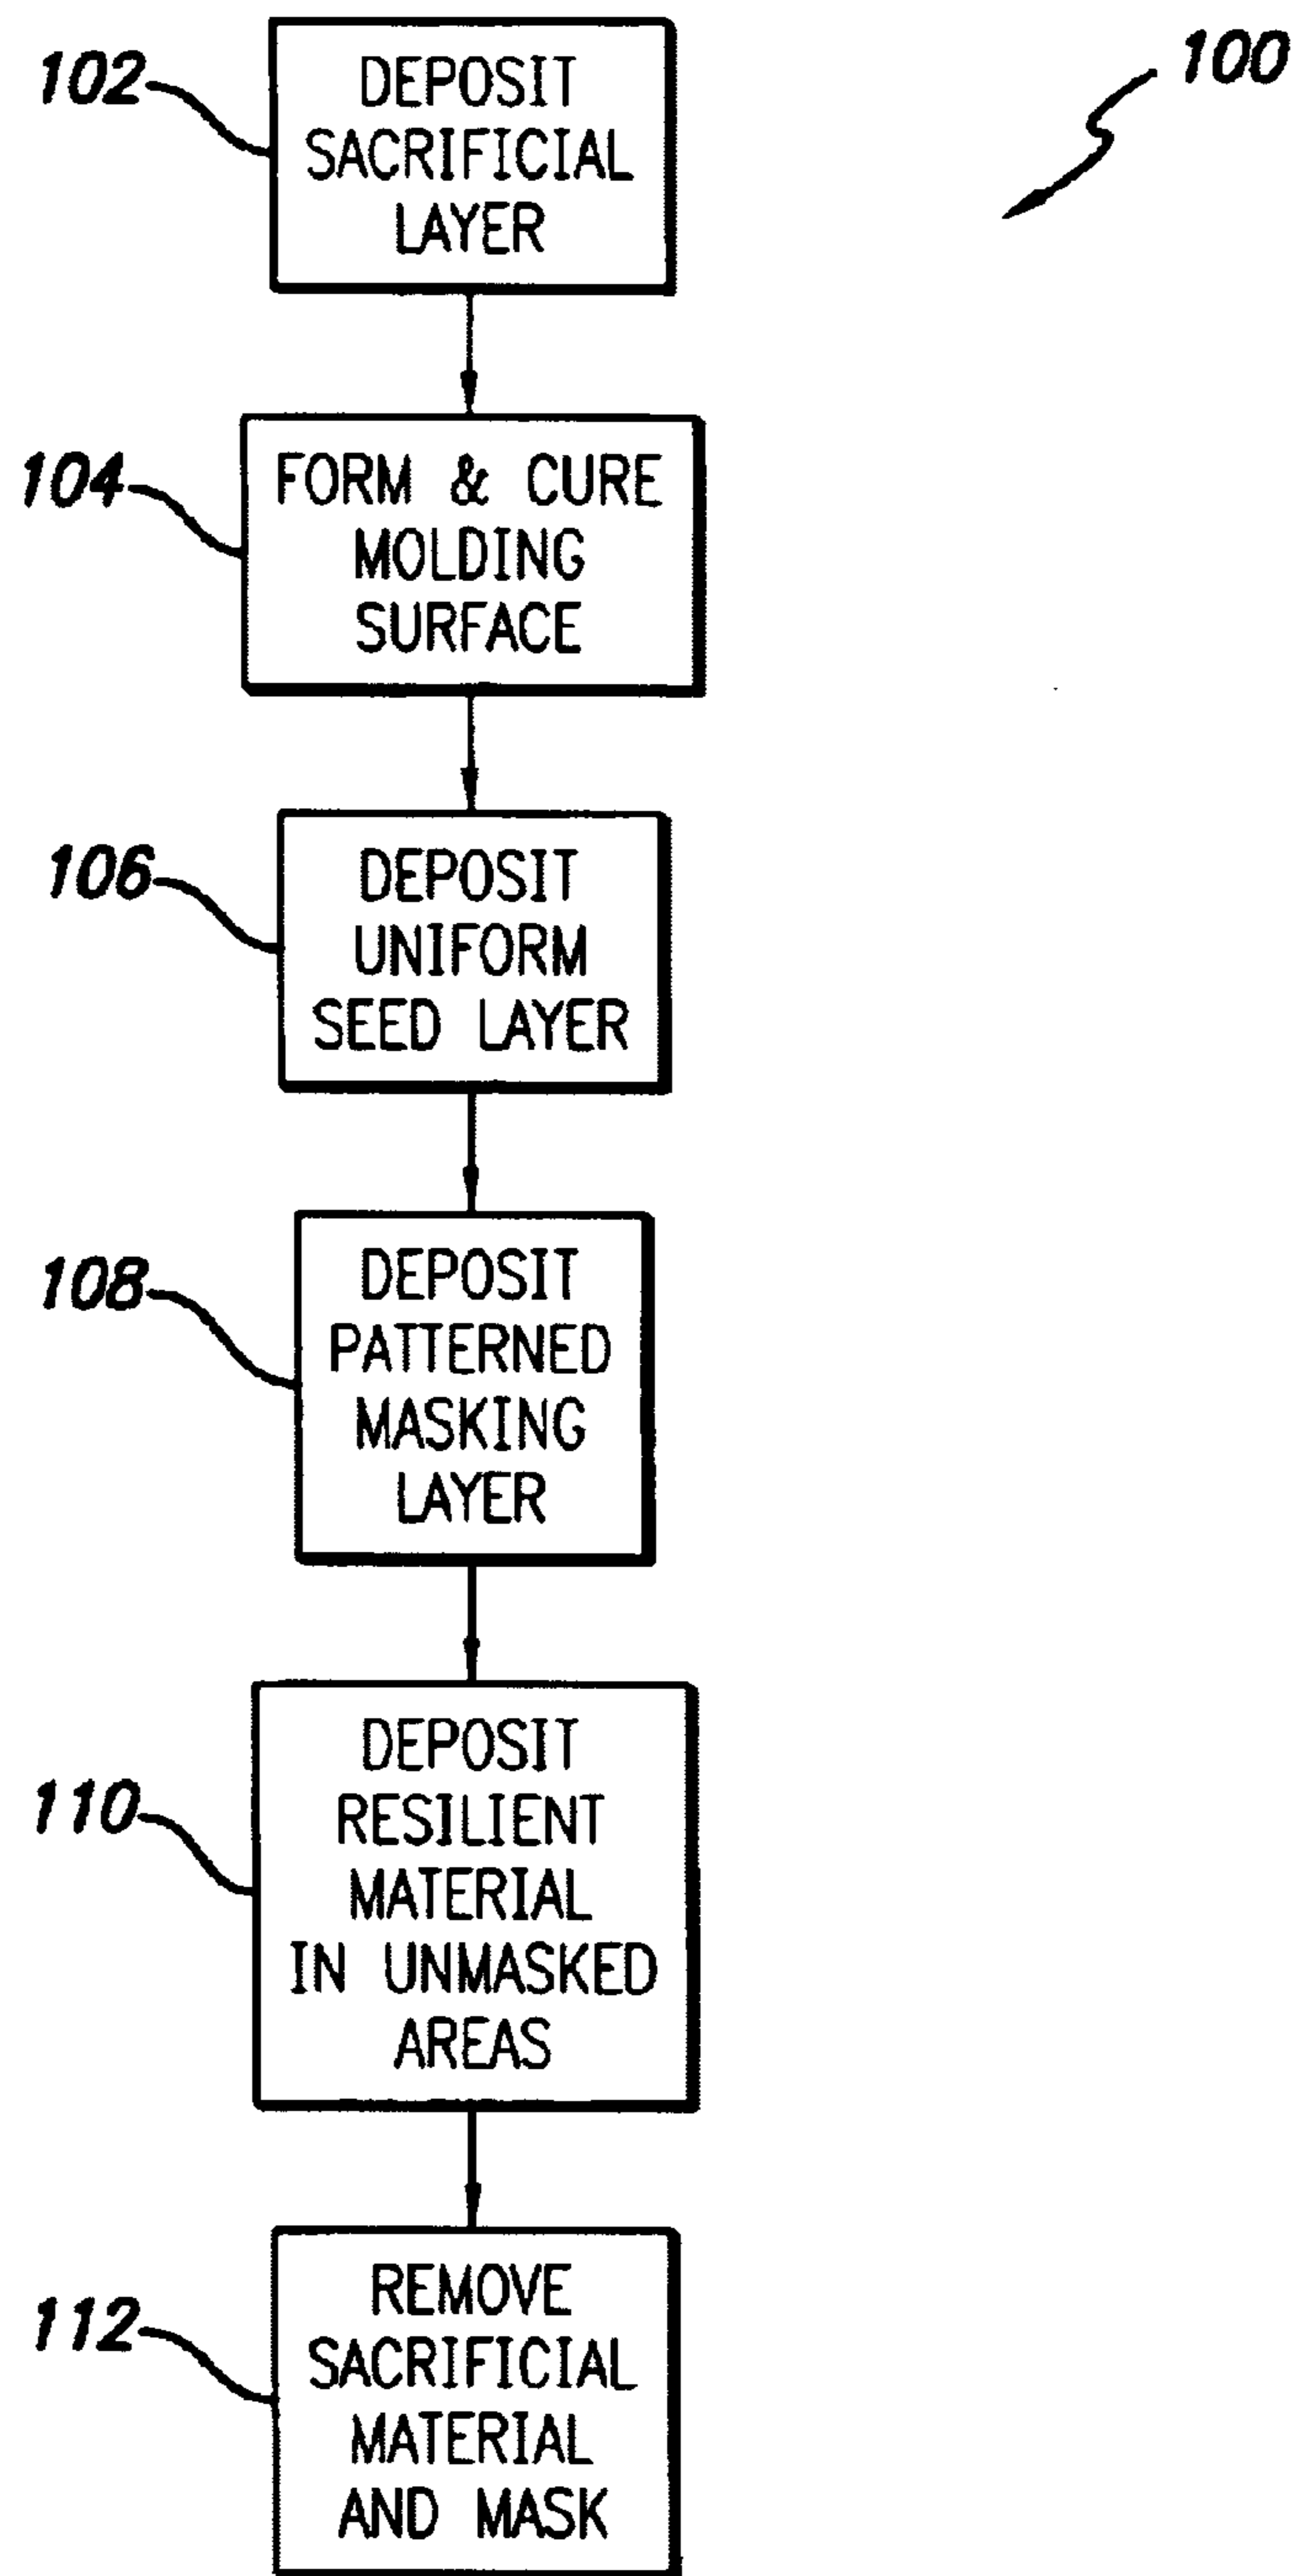 100
102
DEPOSIT
SACRIFICIAL
LAYER
104
FORM & CURE
MOLDING
SURFACE
106
DEPOSIT
UNIFORM
SEED LAYER
108
DEPOSIT
PATTERNED
MASKING
LAYER
110
DEPOSIT
RESILIENT
MATERIAL
IN UNMASKED
AREAS
112
REMOVE
SACRIFICIAL
MATERIAL
AND MASK